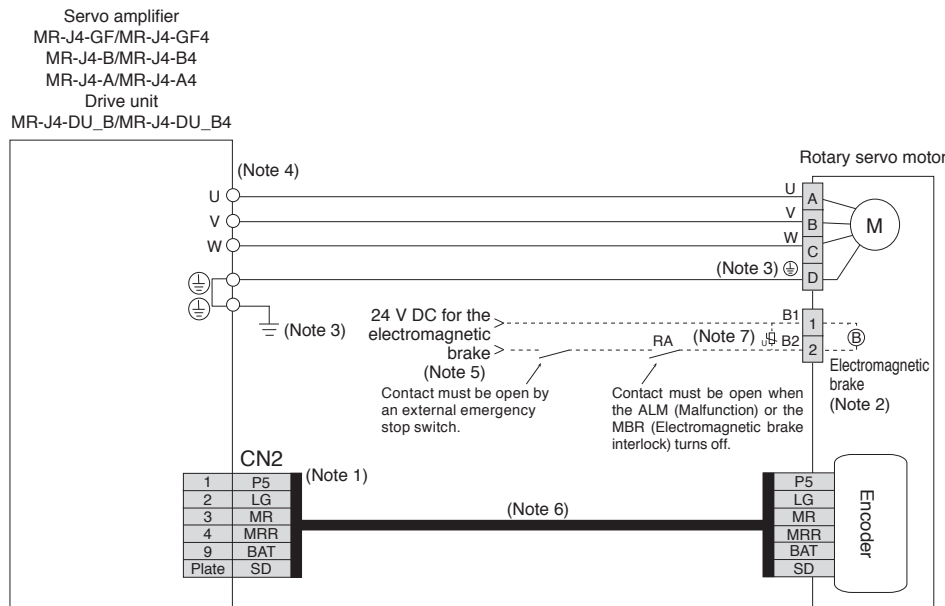 Servo amplifier
MR-J4-GF/MR-J4-GF4
MR-J4-B/MR-J4-B4
MR-J4-A/MR-J4-A4
Drive unit
MR-J4-DU_B/MR-J4-DU_B4
Rotary servo motor
(Note 4)
U
U
A
V
V
B
W
W
C
M
(Note 3)
D
(Note 3)
24 V DC for the
electromagnetic
brake
(Note 5)
B1
1
RA
(Note 7)
U
B2
2
B
Electromagnetic
brake
(Note 2)
Contact must be open by
an external emergency
stop switch.
Contact must be open when
the ALM (Malfunction) or the
MBR (Electromagnetic brake
interlock) turns off.
CN2
(Note 1)
1 P5
2 LG
3 MR
4 MRR
9 BAT
Plate SD
(Note 6)
P5
LG
MR
MRR
BAT
SD
Encoder